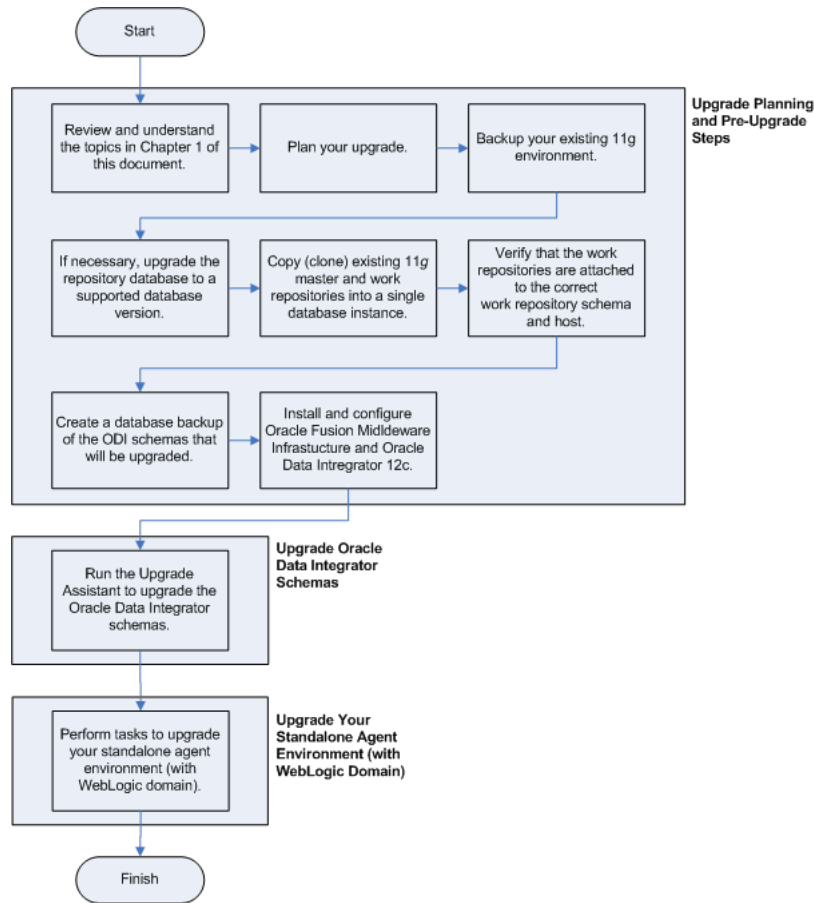 Start
Upgrade Planning
and Pre-Upgrade
Steps
Review and understand
the topics in Chapter 1 of
this document.
Plan your upgrade.
Backup your existing 11g
environment.
If necessary, upgrade the
repository database to a
supported database
version.
Copy (clone) existing 11g
master and work
repositories into a single
database instance.
Verify that the work
repositories are attached
to the correct
work repository schema
and host.
Create a database backup
of the ODI schemas that
will be upgraded.
Install and configure
Oracle Fusion Midldeware
Infrastucture and Oracle
Data Intregrator 12c.
Upgrade Oracle
Data Integrator
Schemas
Run the Upgrade
Assistant to upgrade the
Oracle Data Integrator
schemas.
Upgrade Your
Standalone Agent
Environment (with
WebLogic Domain)
Perform tasks to upgrade
your standalone agent
environment (with
WebLogic domain).
Finish